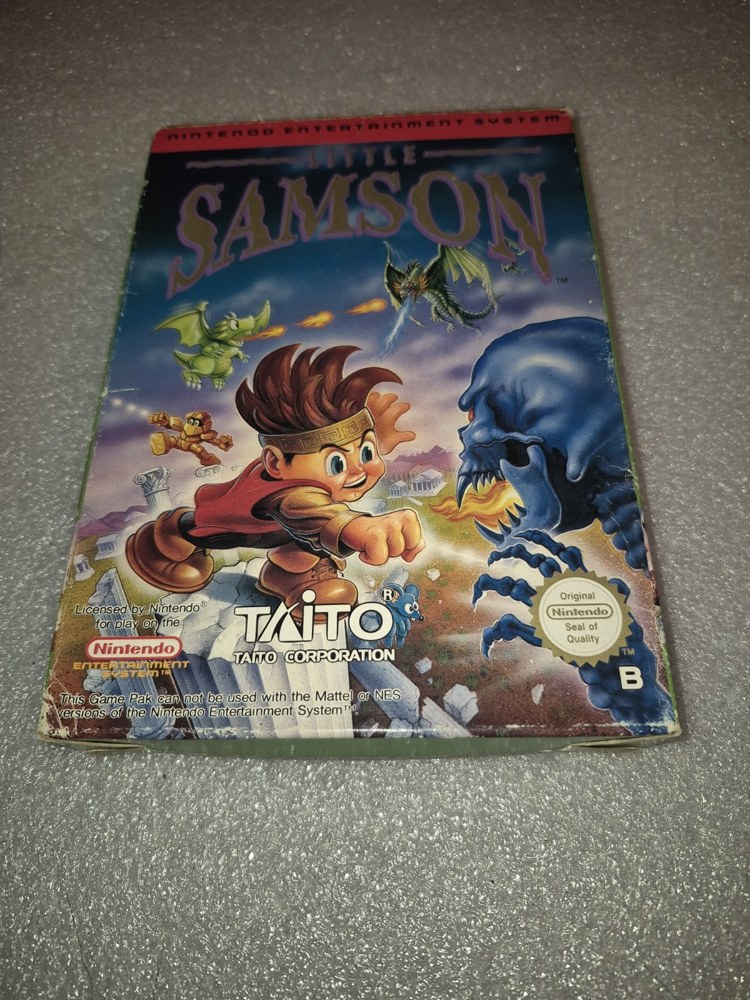 NINTENDO ENTERTAINMENT SYSTEM
LITTLE
SAMSON
TM
Licensed by Nintendo®
for play on the
Nintendo
ENTERTAINMENT
SYSTEM™
TAITO®
TAITO CORPORATION
This Game Pak can not be used with the Mattel or NES
versions of the Nintendo Entertainment System™.
Original
Nintendo
Seal of
Quality
TM
B